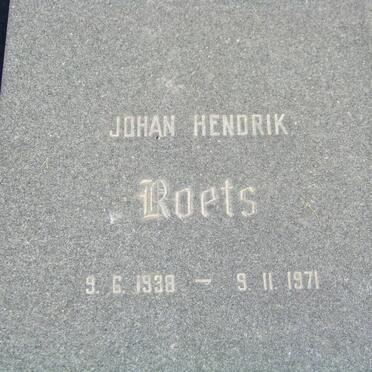 JOHAN HENDRIK
Roets
9. 6. 1938 — 9. 11. 1971